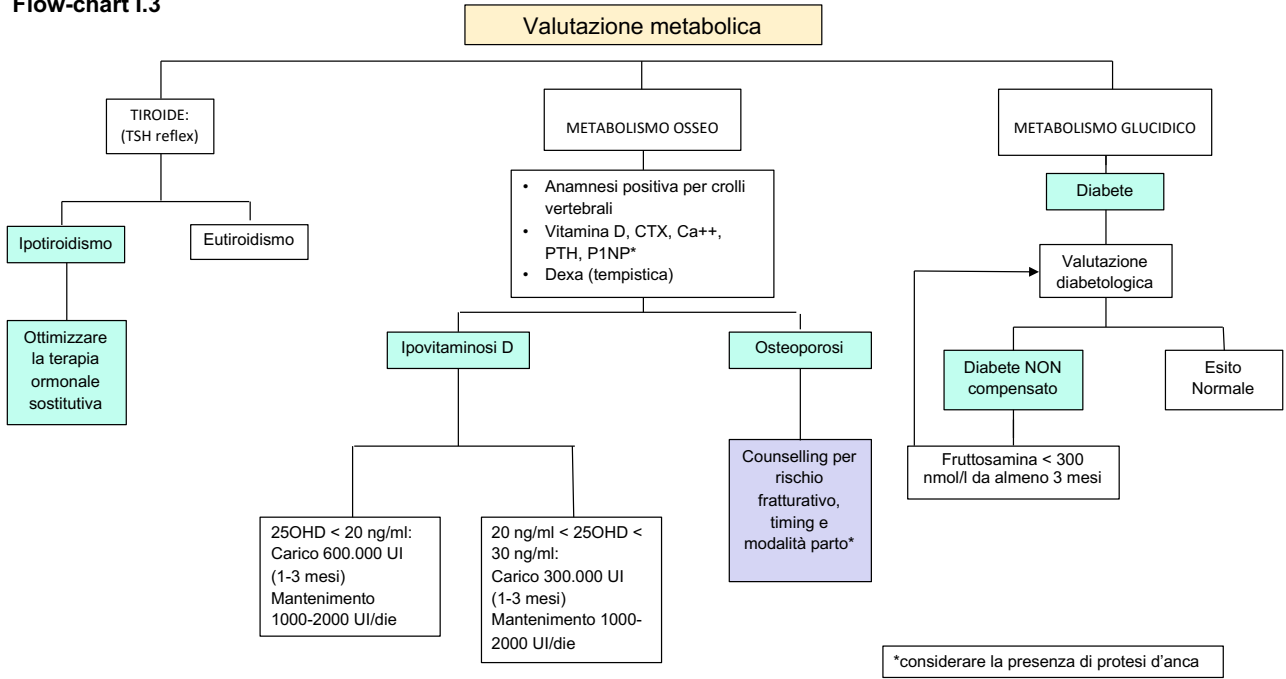 Flow-chart I.3
Valutazione metabolica
TIROIDE:
(TSH reflex)
METABOLISMO OSSEO
METABOLISMO GLUCIDICO
• Anamnesi positiva per crolli
vertebrali
• Vitamina D, CTX, Ca++,
PTH, P1NP*
• Dexa (tempistica)
Diabete
Ipotiroidismo
Eutiroidismo
Valutazione
diabetologica
Ottimizzare
la terapia
ormonale
sostitutiva
Ipovitaminosi D
Osteoporosi
Diabete NON
compensato
Esito
Normale
Counselling per
rischio
fratturativo,
timing e
modalità parto*
Fruttosamina < 300
nmol/l da almeno 3 mesi
25OHD < 20 ng/ml:
Carico 600.000 UI
(1-3 mesi)
Mantenimento
1000-2000 UI/die
20 ng/ml < 25OHD <
30 ng/ml:
Carico 300.000 UI
(1-3 mesi)
Mantenimento 1000-
2000 UI/die
*considerare la presenza di protesi d'anca